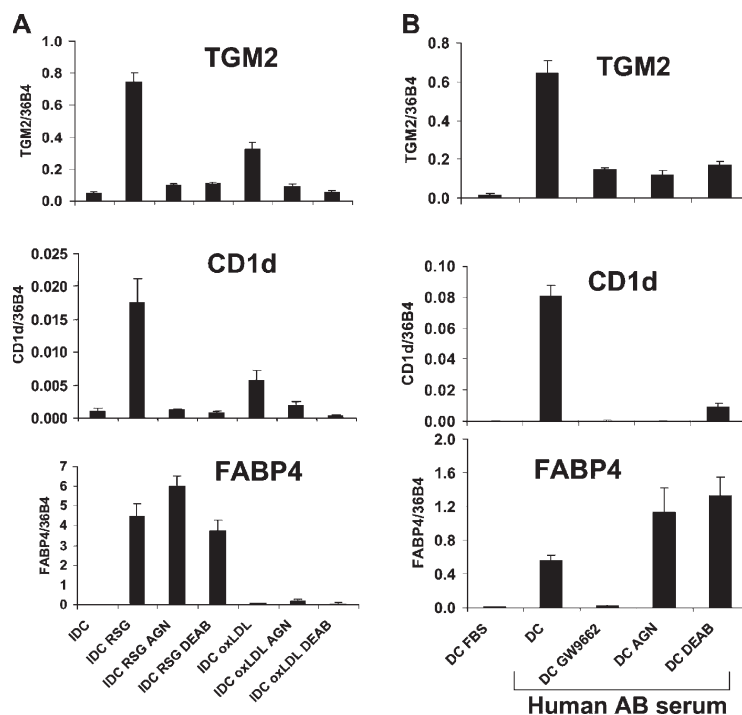 A
TGM2
TGM2/36B4
1.0
0.8
0.6
0.4
0.2
0.0
CD1d
CD1d/36B4
0.025
0.020
0.015
0.010
0.005
0.000
FABP4
FABP4/36B4
7
6
5
4
3
2
1
0
IDC
IDC RSG
IDC RSG AGN
IDC RSG DEAB
IDC oxLDL
IDC oxLDL AGN
IDC oxLDL DEAB
B
TGM2
TGM2/36B4
0.8
0.6
0.4
0.2
0.0
CD1d
CD1d/36B4
0.10
0.08
0.06
0.04
0.02
0.00
FABP4
FABP4/36B4
2.0
1.6
1.2
0.8
0.4
0.0
DC FBS
DC
DC GW9662
DC AGN
DC DEAB
Human AB serum